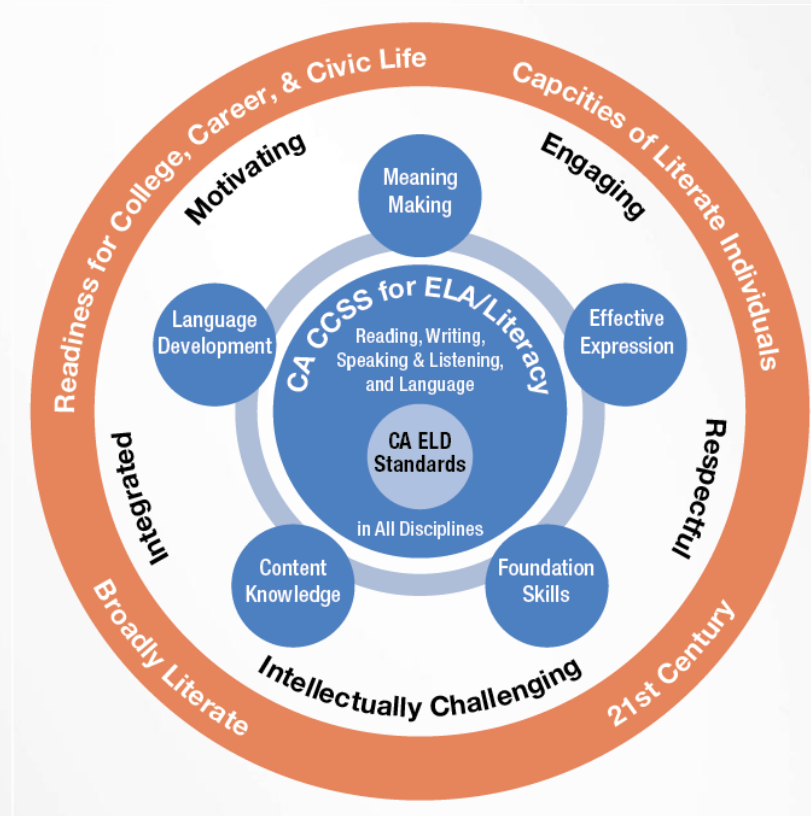 Readiness for College, Career, & Civic Life
Capcities of Literate Individuals
Motivating
Engaging
Meaning
Making
Language
Development
Effective
Expression
CA CCSS for ELA/Literacy
Reading, Writing,
Speaking & Listening,
and Language
CA ELD
Standards
in All Disciplines
Integrated
Respectful
Content
Knowledge
Foundation
Skills
Intellectually Challenging
Broadly Literate
21st Century